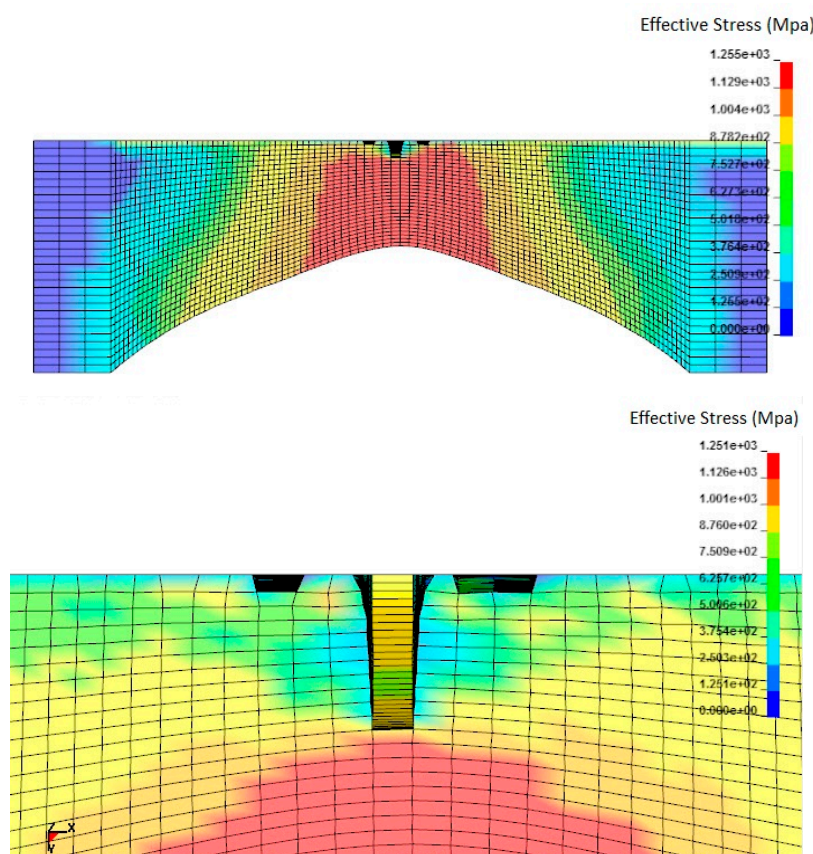 Effective Stress (Mpa)
1.255e+03
1.129e+03
1.004e+03
8.782e+02
7.527e+02
6.273e+02
5.018e+02
3.764e+02
2.509e+02
1.255e+02
0.000e+00
Effective Stress (Mpa)
1.251e+03
1.126e+03
1.001e+03
8.760e+02
7.509e+02
6.257e+02
5.006e+02
3.754e+02
2.503e+02
1.251e+02
0.000e+00
Z X
Y